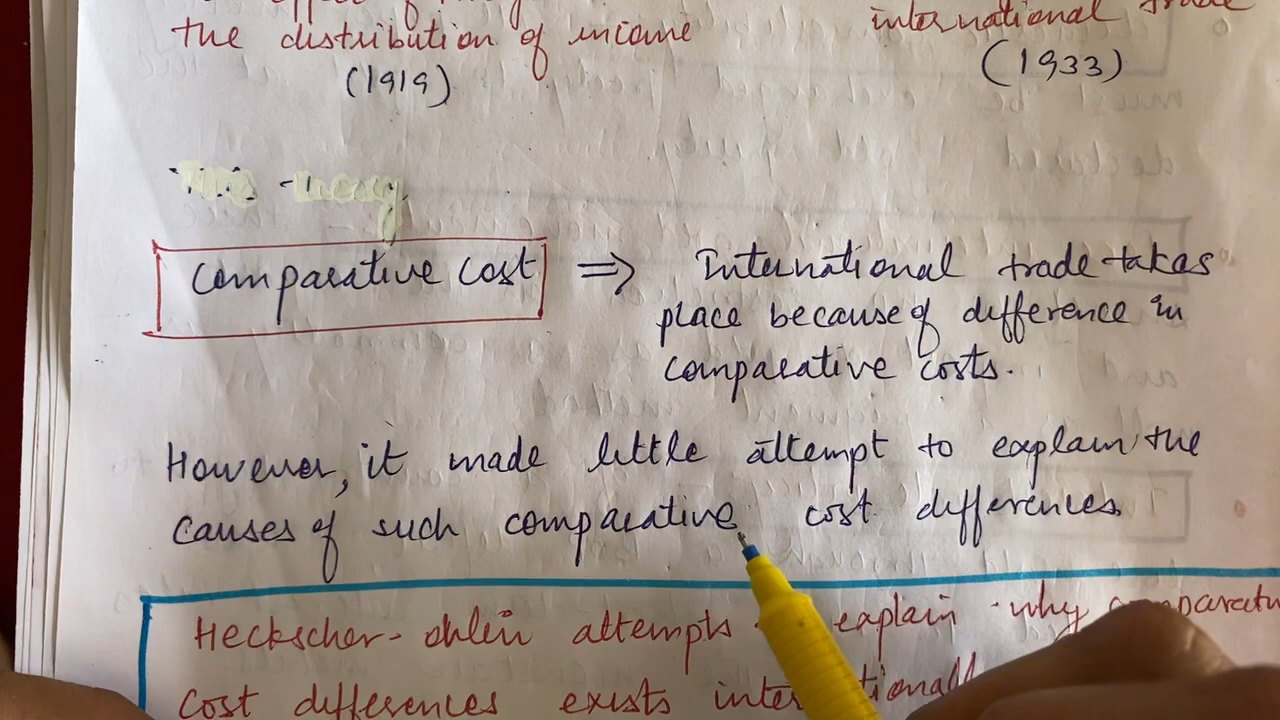 the distribution of income
(1919)
international trade
(1933)
Comparative Cost ⇒ International trade takes
place because of difference in
comparative costs.
However, it made little attempt to explain the
causes of such comparative cost differences
Heckscher-Ohlin attempts explain why
cost differences exists